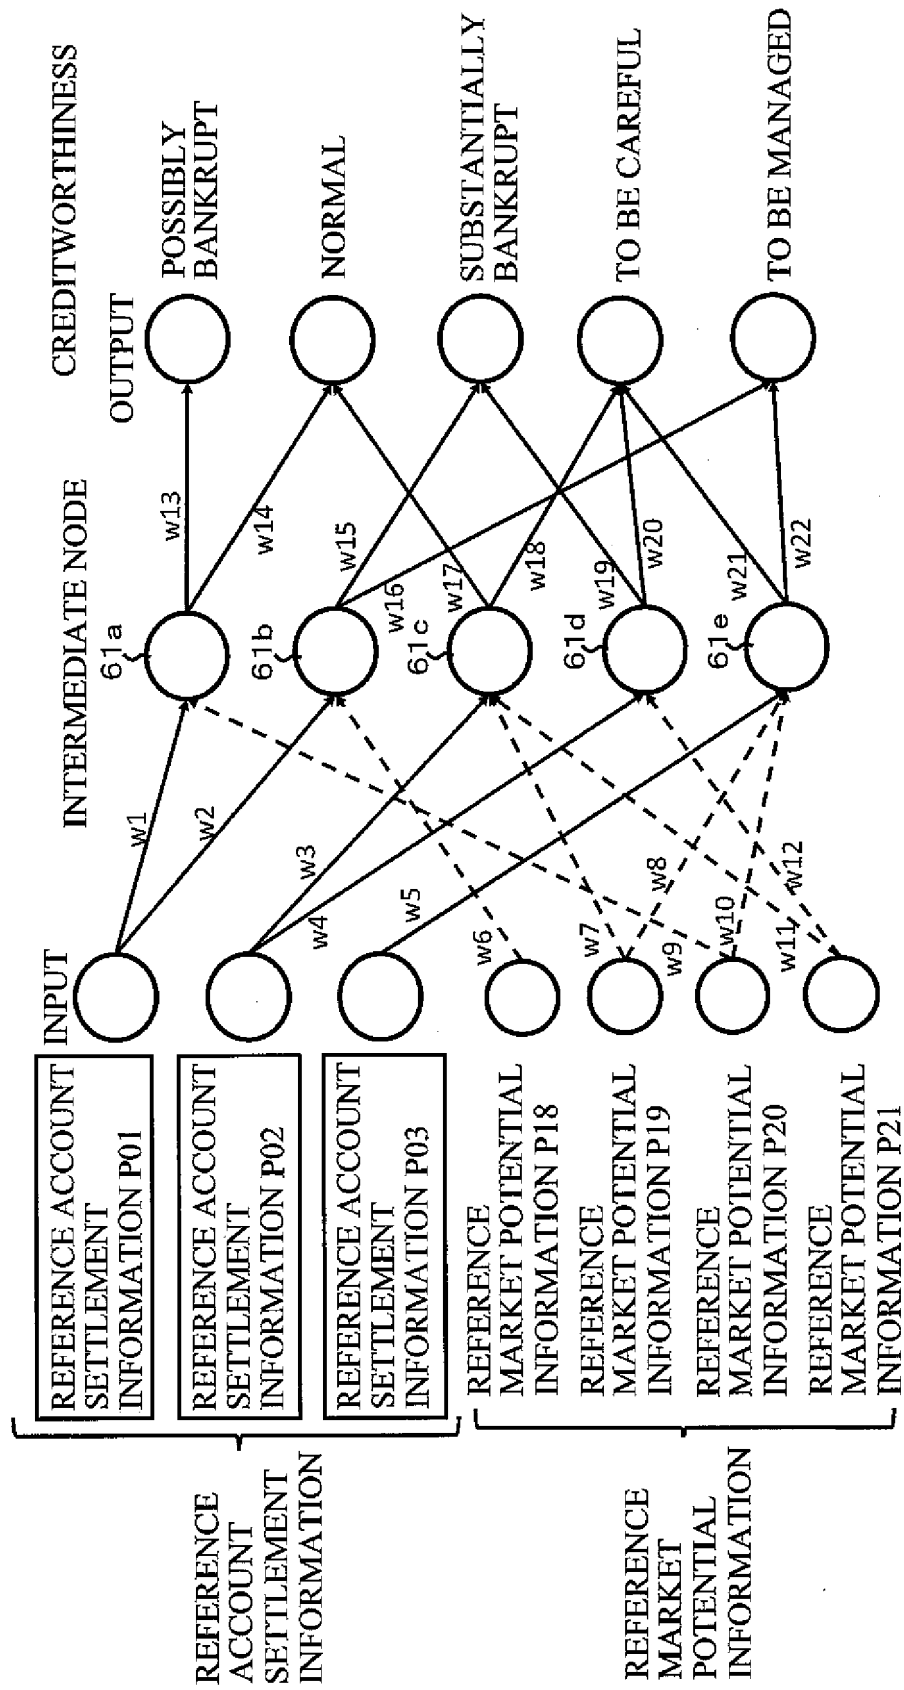 CREDITWORTHINESS
INPUT
INTERMEDIATE NODE
OUTPUT
REFERENCE
ACCOUNT
SETTLEMENT
INFORMATION
REFERENCE ACCOUNT
SETTLEMENT
INFORMATION P01
REFERENCE ACCOUNT
SETTLEMENT
INFORMATION P02
REFERENCE ACCOUNT
SETTLEMENT
INFORMATION P03
REFERENCE
MARKET
POTENTIAL
INFORMATION
REFERENCE
MARKET POTENTIAL
INFORMATION P18
REFERENCE
MARKET POTENTIAL
INFORMATION P19
REFERENCE
MARKET POTENTIAL
INFORMATION P20
REFERENCE
MARKET POTENTIAL
INFORMATION P21
w1
w2
w3
w4
w5
w6
w7
w8
w9
w10
w11
w12
61a
61b
61c
61d
61e
w13
w14
w15
w16
w17
w18
w19
w20
w21
w22
POSSIBLY
BANKRUPT
NORMAL
SUBSTANTIALLY
BANKRUPT
TO BE CAREFUL
TO BE MANAGED